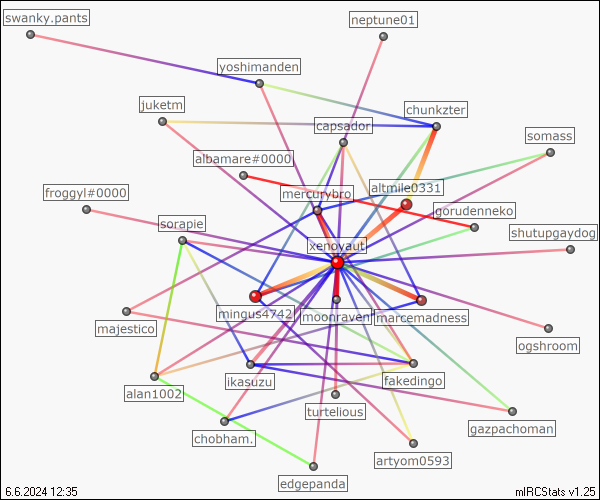 swanky.pants
neptune01
yoshimanden
juketm
chunkzter
capsador
somass
albamare#0000
altmile0331
froggyl#0000
mercurybro
gorudenneko
sorapie
shutupgaydog
xenoyaut
mingus4742
moonraven
marcemadness
majestico
ogshroom
alan1002
ikasuzu
fakedingo
turtelious
gazpachoman
chobham.
artyom0593
edgepanda
6.6.2024 12:35
mIRCStats v1.25